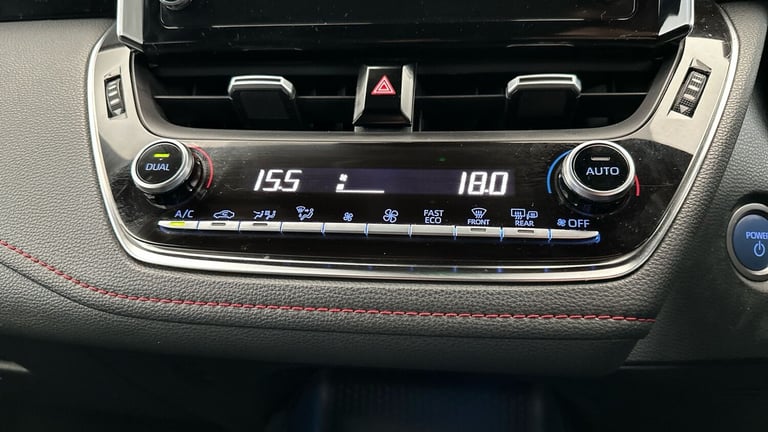 DUAL
15.5
18.0
AUTO
A/C
FAST
ECO
FRONT
REAR
OFF
POWER